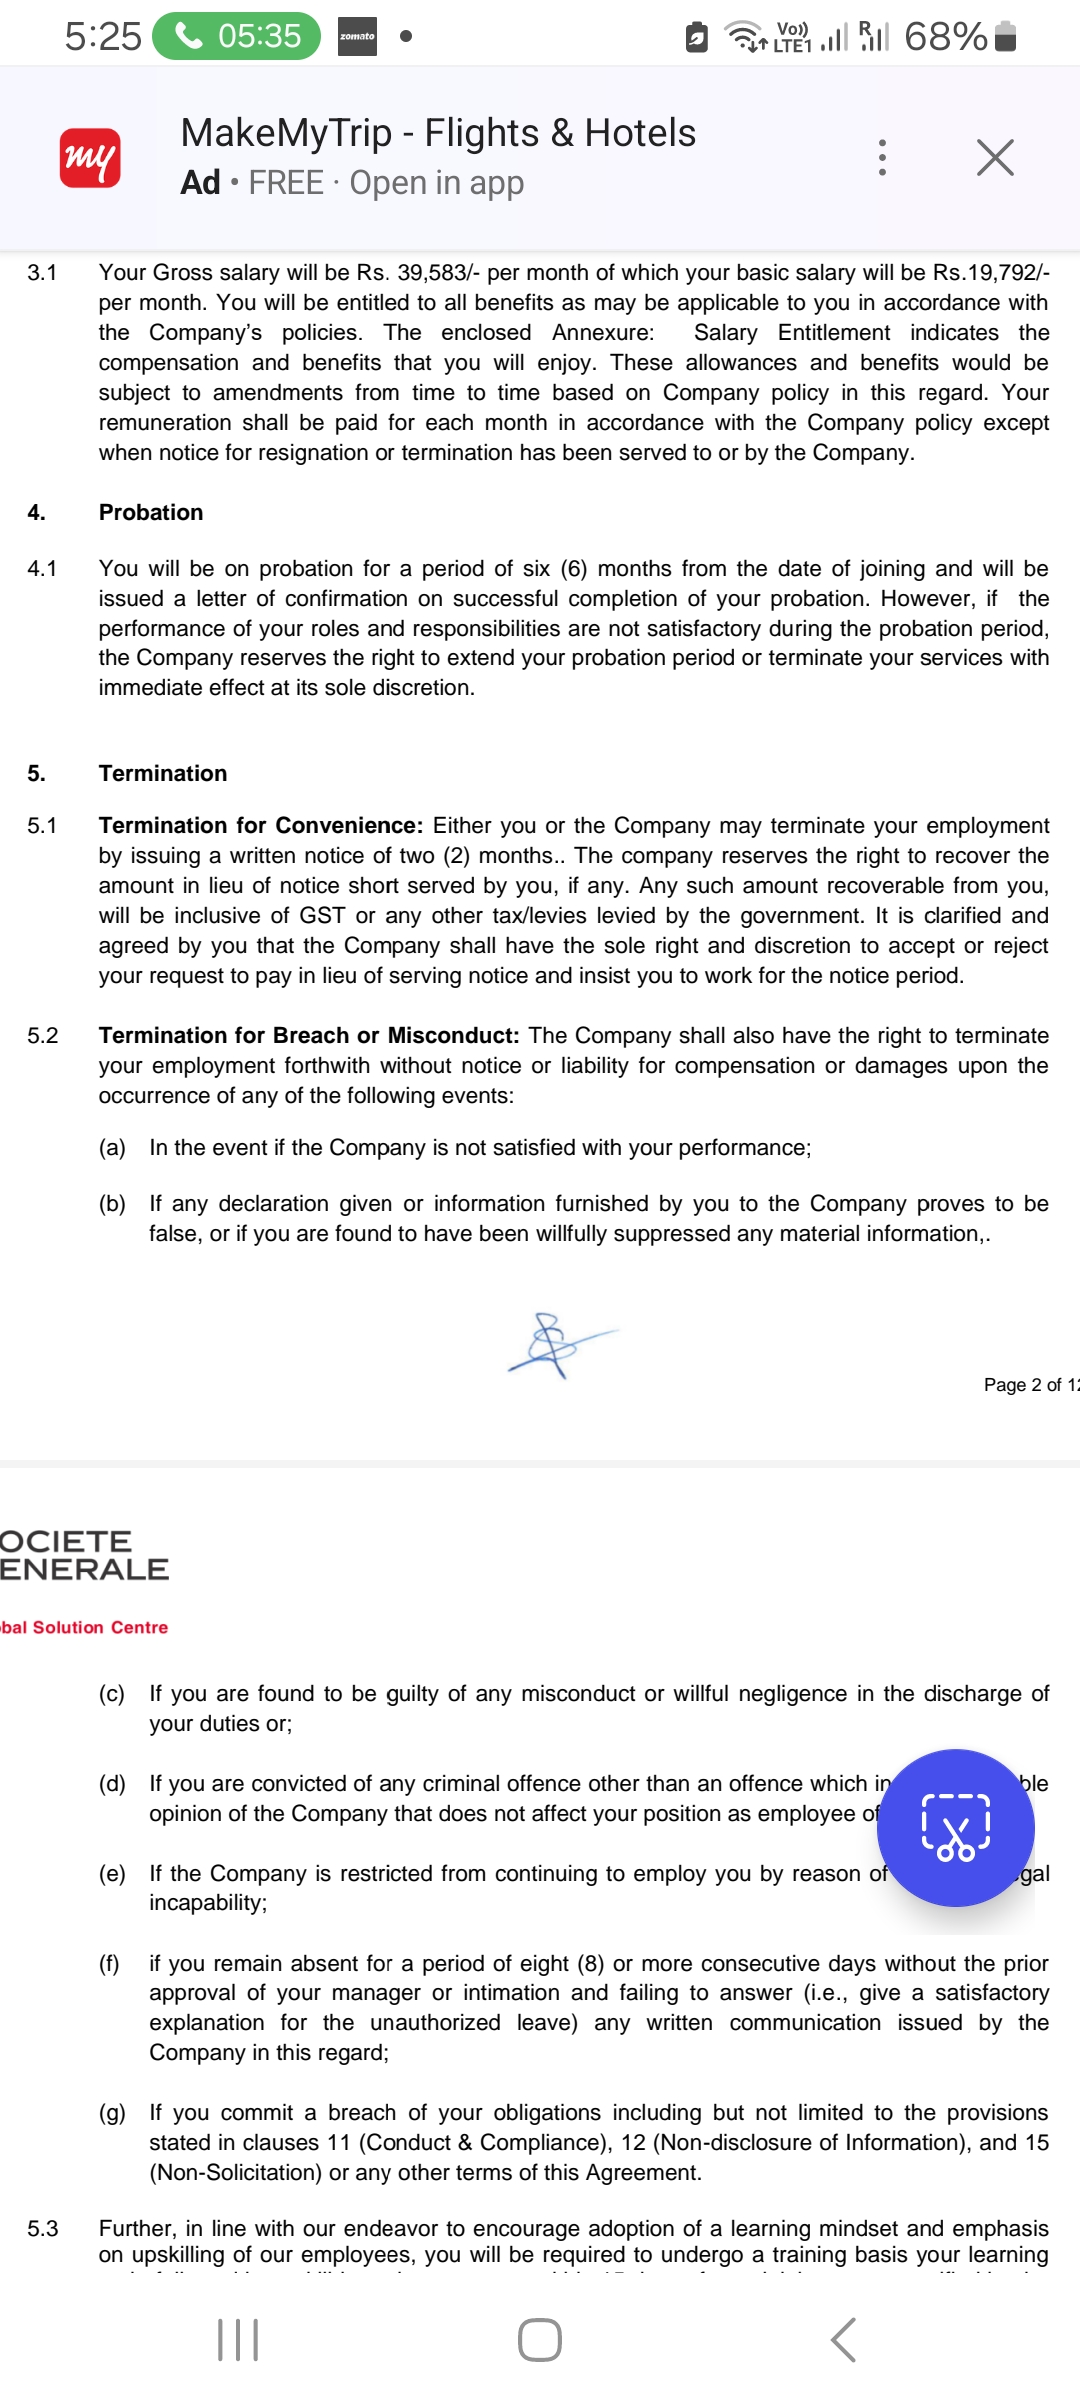 5:25 05:35 zomato Vo)) LTE1 R 68%
my
MakeMyTrip - Flights & Hotels
Ad • FREE · Open in app
3.1 Your Gross salary will be Rs. 39,583/- per month of which your basic salary will be Rs.19,792/-
per month. You will be entitled to all benefits as may be applicable to you in accordance with
the Company's policies. The enclosed Annexure: Salary Entitlement indicates the
compensation and benefits that you will enjoy. These allowances and benefits would be
subject to amendments from time to time based on Company policy in this regard. Your
remuneration shall be paid for each month in accordance with the Company policy except
when notice for resignation or termination has been served to or by the Company.
4. Probation
4.1 You will be on probation for a period of six (6) months from the date of joining and will be
issued a letter of confirmation on successful completion of your probation. However, if the
performance of your roles and responsibilities are not satisfactory during the probation period,
the Company reserves the right to extend your probation period or terminate your services with
immediate effect at its sole discretion.
5. Termination
5.1 Termination for Convenience: Either you or the Company may terminate your employment
by issuing a written notice of two (2) months.. The company reserves the right to recover the
amount in lieu of notice short served by you, if any. Any such amount recoverable from you,
will be inclusive of GST or any other tax/levies levied by the government. It is clarified and
agreed by you that the Company shall have the sole right and discretion to accept or reject
your request to pay in lieu of serving notice and insist you to work for the notice period.
5.2 Termination for Breach or Misconduct: The Company shall also have the right to terminate
your employment forthwith without notice or liability for compensation or damages upon the
occurrence of any of the following events:
(a) In the event if the Company is not satisfied with your performance;
(b) If any declaration given or information furnished by you to the Company proves to be
false, or if you are found to have been willfully suppressed any material information,.
Page 2 of 12
OCIETE
ENERALE
bal Solution Centre
(c) If you are found to be guilty of any misconduct or willful negligence in the discharge of
your duties or;
(d) If you are convicted of any criminal offence other than an offence which in ble
opinion of the Company that does not affect your position as employee of
(e) If the Company is restricted from continuing to employ you by reason of gal
incapability;
(f) if you remain absent for a period of eight (8) or more consecutive days without the prior
approval of your manager or intimation and failing to answer (i.e., give a satisfactory
explanation for the unauthorized leave) any written communication issued by the
Company in this regard;
(g) If you commit a breach of your obligations including but not limited to the provisions
stated in clauses 11 (Conduct & Compliance), 12 (Non-disclosure of Information), and 15
(Non-Solicitation) or any other terms of this Agreement.
5.3 Further, in line with our endeavor to encourage adoption of a learning mindset and emphasis
on upskilling of our employees, you will be required to undergo a training basis your learning